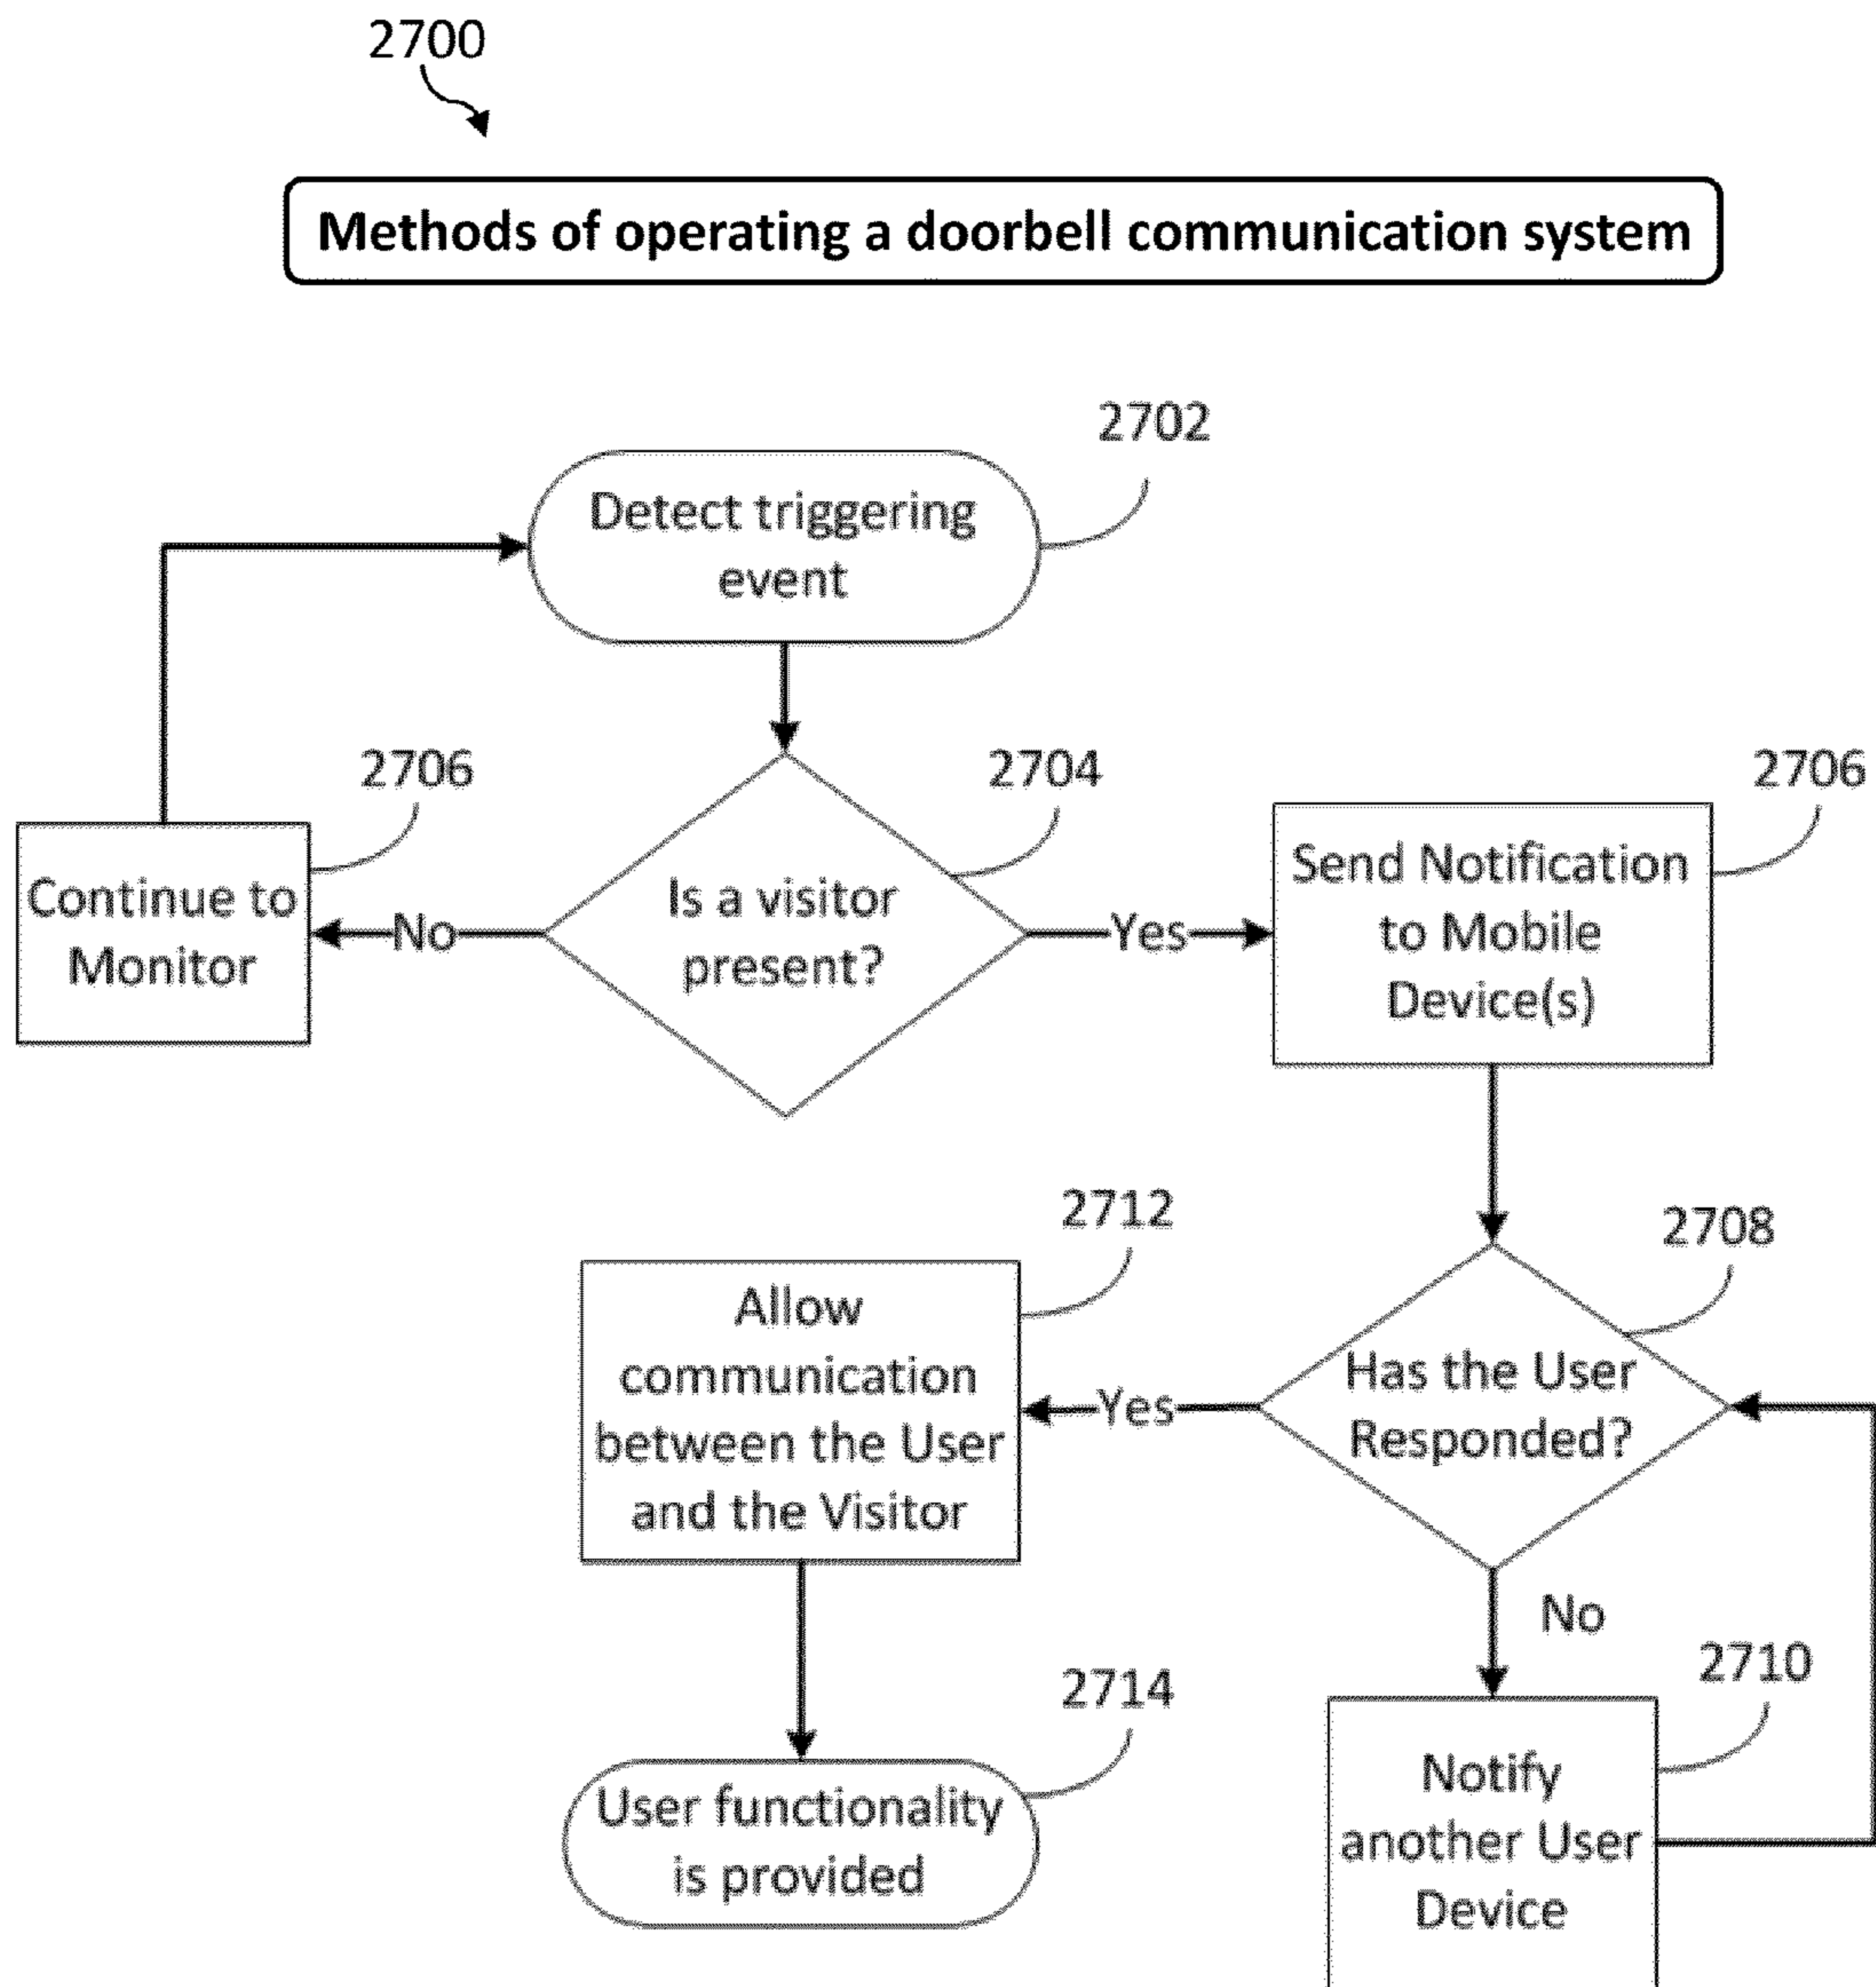 2700
Methods of operating a doorbell communication system
2702
Detect triggering
event
2706
2704
2706
Continue to
Monitor
No
Is a visitor
present?
Yes
Send Notification
to Mobile
Device(s)
2712
2708
Allow
communication
between the User
and the Visitor
Yes
Has the User
Responded?
No
2714
2710
User functionality
is provided
Notify
another User
Device